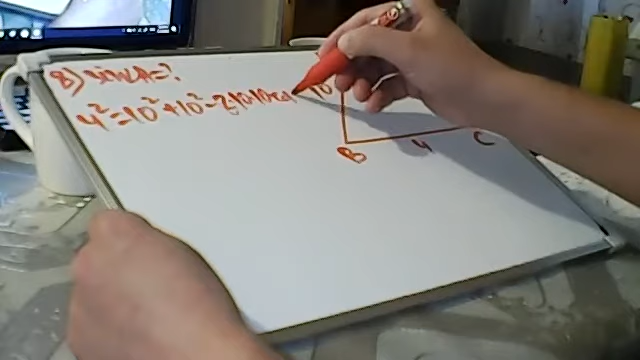 8) sin A = ?
4² = 10² + 10² - 2·10·10 cos
10
B
4
C